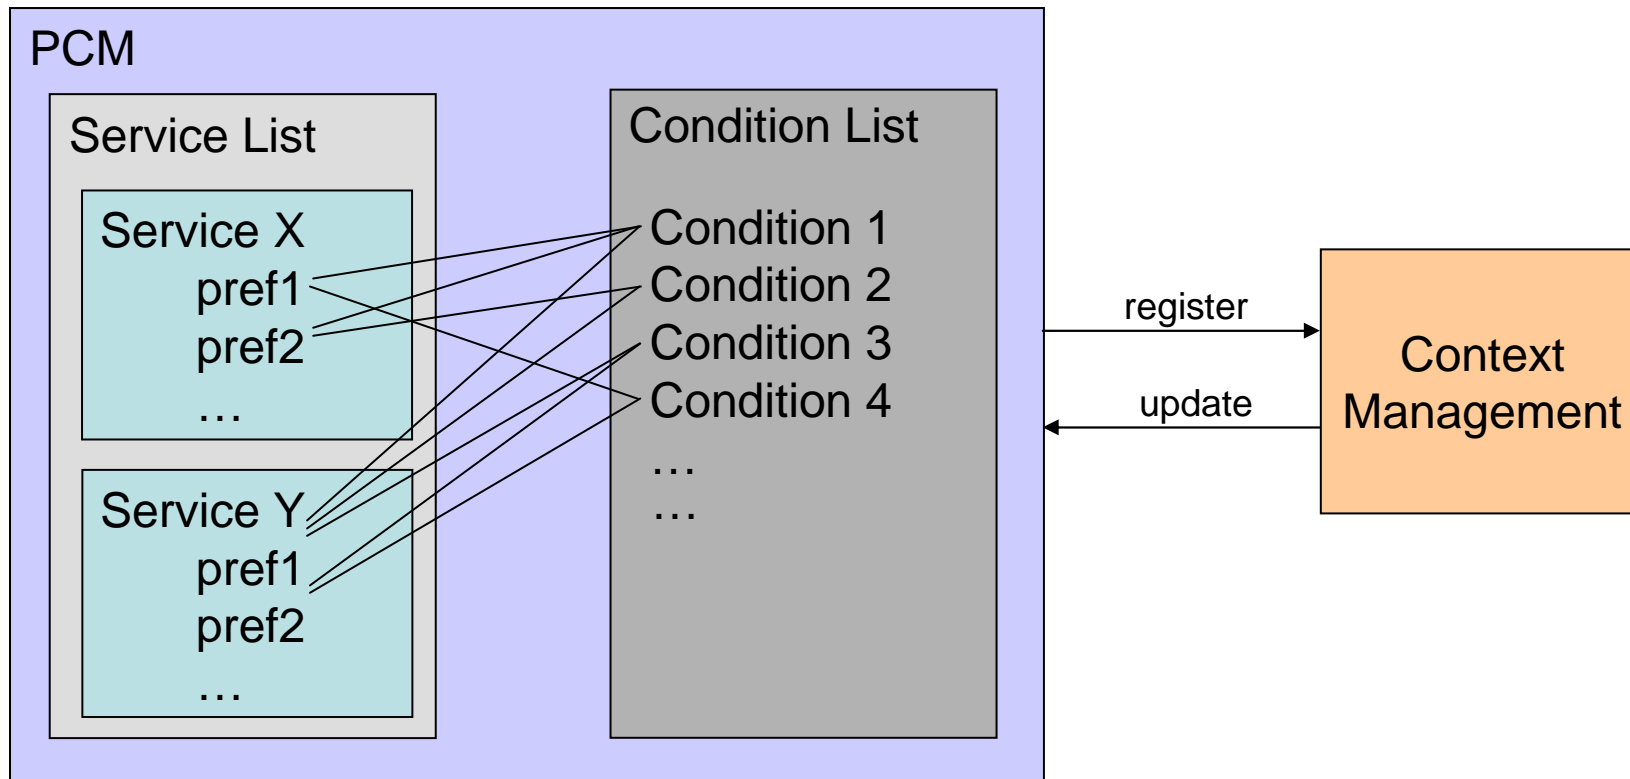 PCM
Service List
Service X
pref1
pref2
…
Service Y
pref1
pref2
…
Condition List
Condition 1
Condition 2
Condition 3
Condition 4
…
…
register
update
Context
Management